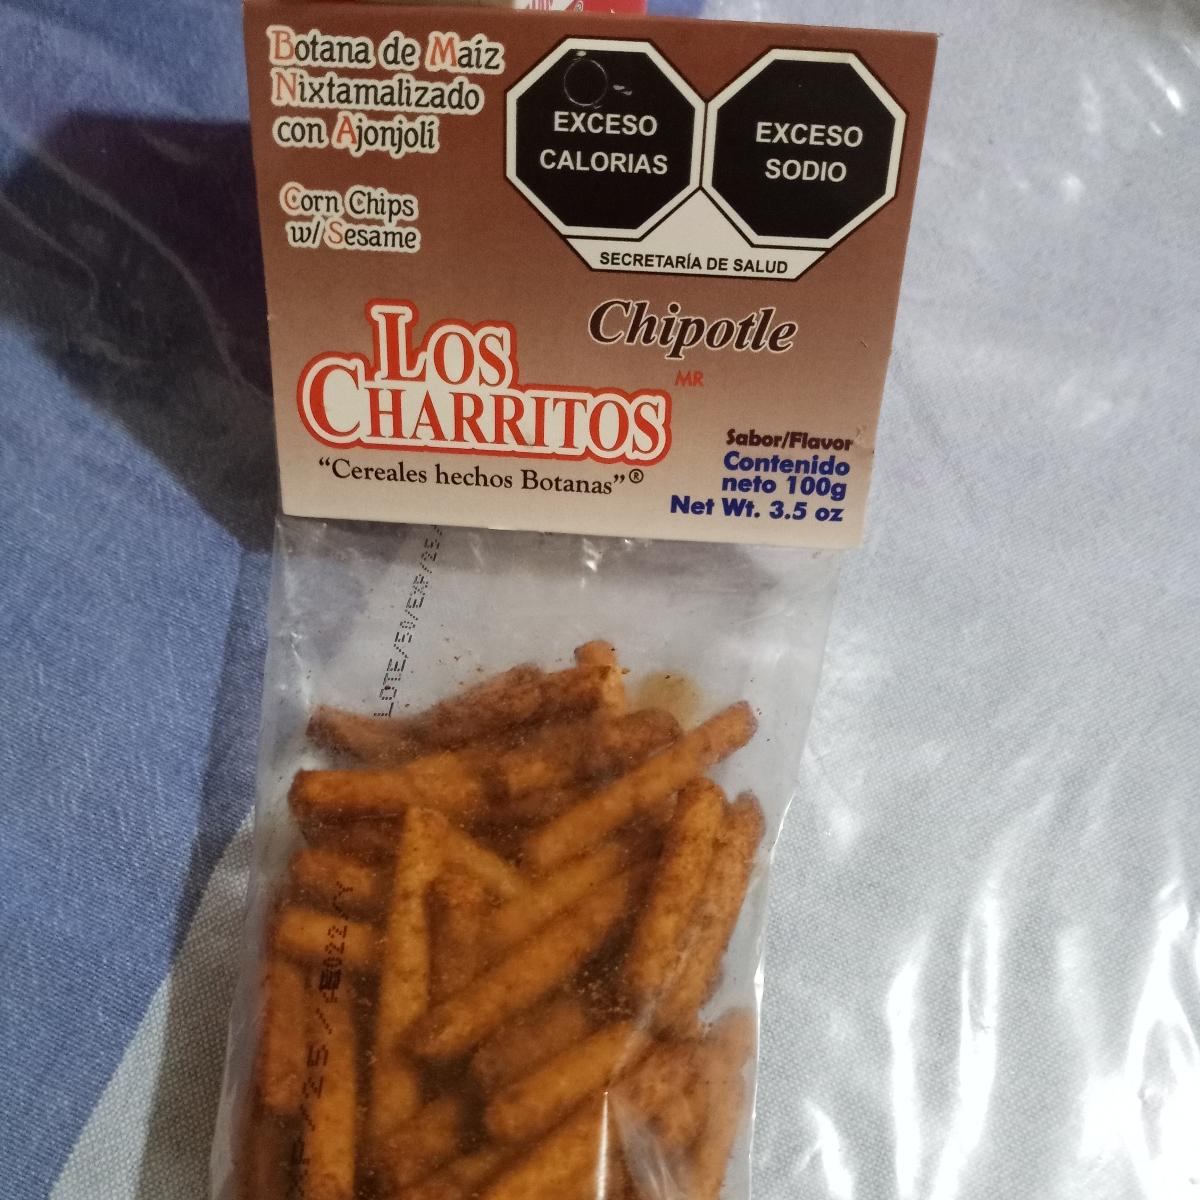 Botana de Maíz
Nixtamalizado
con Ajonjolí
Corn Chips
w/ Sesame
EXCESO
CALORIAS
EXCESO
SODIO
SECRETARÍA DE SALUD
Chipotle
MR
LOS
CHARRITOS
"Cereales hechos Botanas"®
Sabor/Flavor
Contenido
neto 100g
Net Wt. 3.5 oz